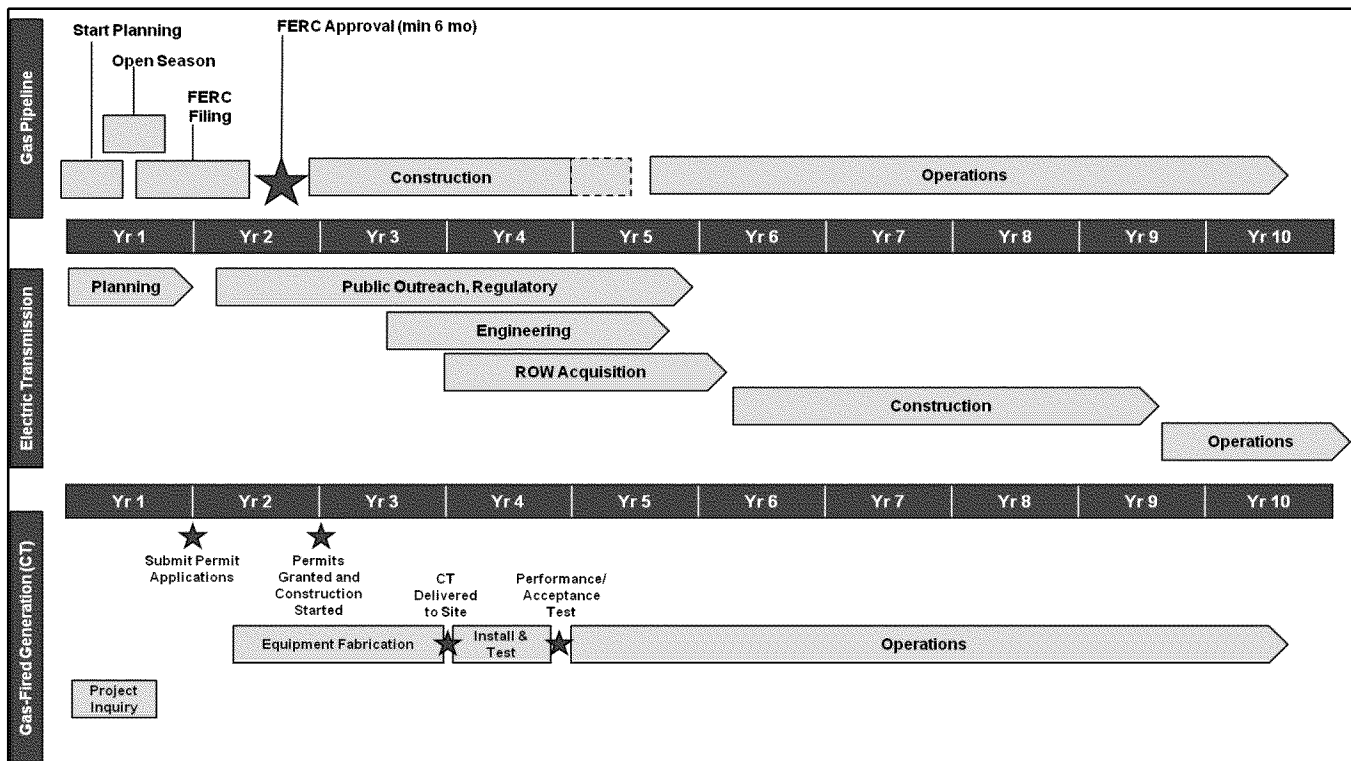 Gas Pipeline
Start Planning
FERC Approval (min 6 mo)
Open Season
FERC
Filing
Construction
Operations
Yr 1 Yr 2 Yr 3 Yr 4 Yr 5 Yr 6 Yr 7 Yr 8 Yr 9 Yr 10
Electric Transmission
Planning
Public Outreach, Regulatory
Engineering
ROW Acquisition
Construction
Operations
Yr 1 Yr 2 Yr 3 Yr 4 Yr 5 Yr 6 Yr 7 Yr 8 Yr 9 Yr 10
Gas-Fired Generation (CT)
Submit Permit
Applications
Permits
Granted and
Construction
Started
CT
Delivered
to Site
Performance/
Acceptance
Test
Equipment Fabrication
Install &
Test
Operations
Project
Inquiry